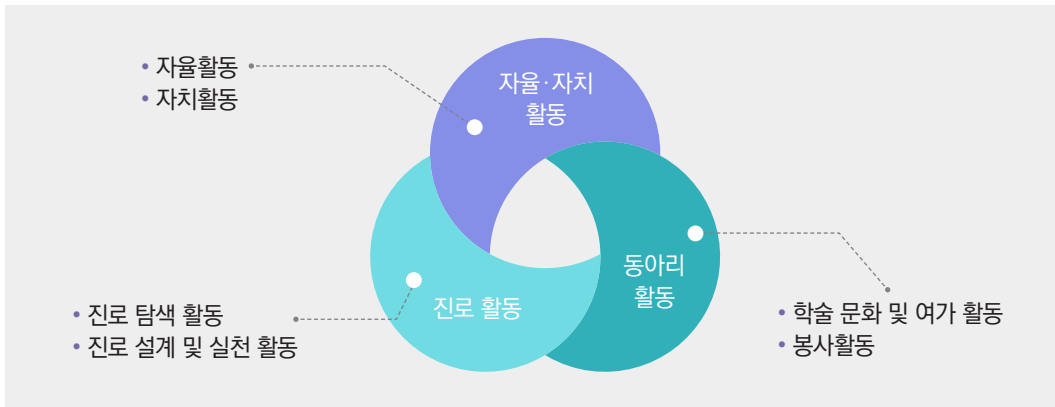 • 자율활동
• 자치활동
자율·자치
활동
동아리
활동
진로 활동
• 진로 탐색 활동
• 진로 설계 및 실천 활동
• 학술 문화 및 여가 활동
• 봉사활동